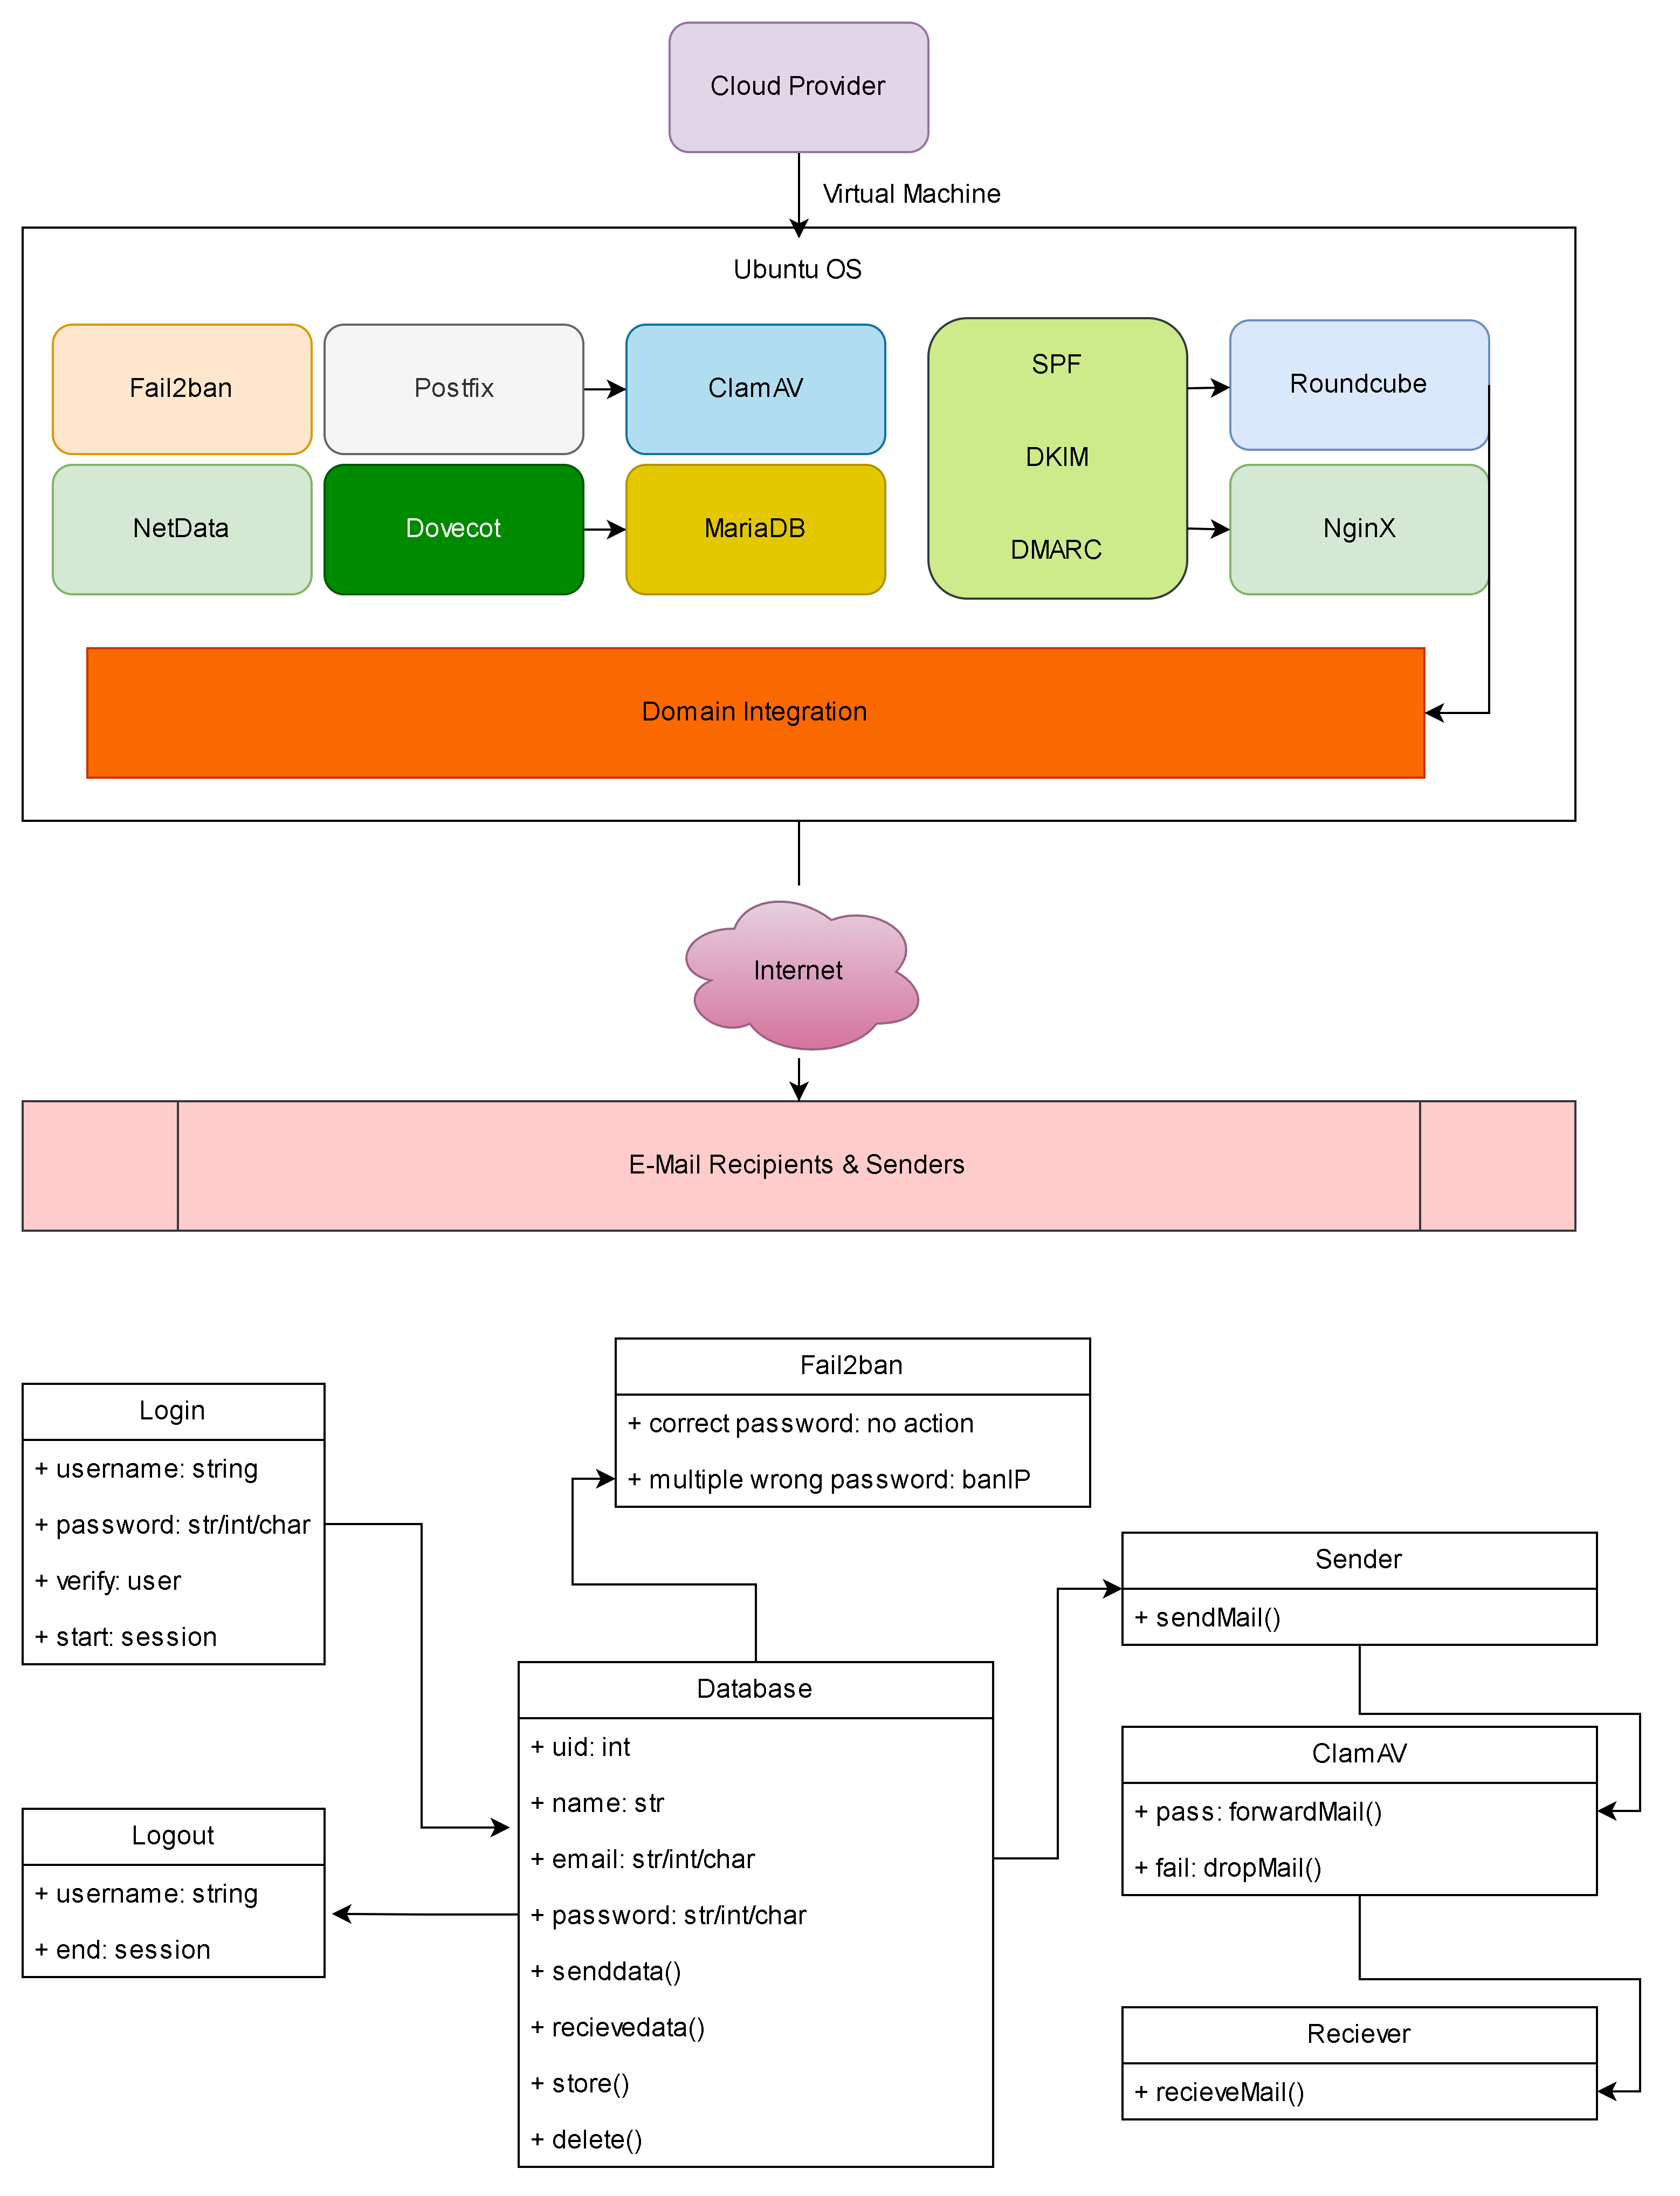 Cloud Provider
Virtual Machine
Ubuntu OS
Fail2ban
Postfix
ClamAV
SPF
Roundcube
DKIM
NetData
Dovecot
MariaDB
DMARC
NginX
Domain Integration
Internet
E-Mail Recipients & Senders
Fail2ban
+ correct password: no action
+ multiple wrong password: banIP
Login
+ username: string
+ password: str/int/char
+ verify: user
+ start: session
Sender
+ sendMail()
Database
+ uid: int
+ name: str
+ email: str/int/char
+ password: str/int/char
+ senddata()
+ recievedata()
+ store()
+ delete()
ClamAV
+ pass: forwardMail()
+ fail: dropMail()
Logout
+ username: string
+ end: session
Reciever
+ recieveMail()